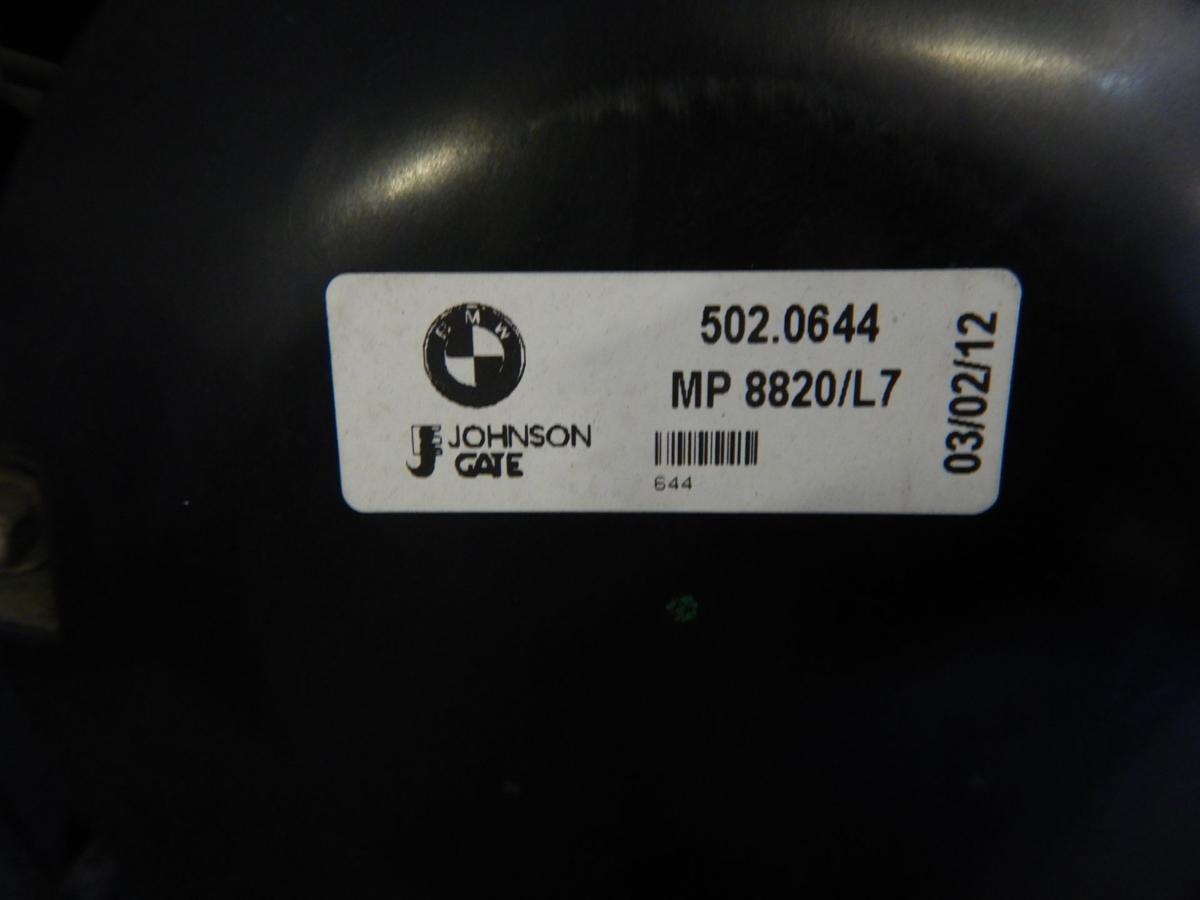 BMW
JOHNSON
GATE
502.0644
MP 8820/L7
644
03/02/12